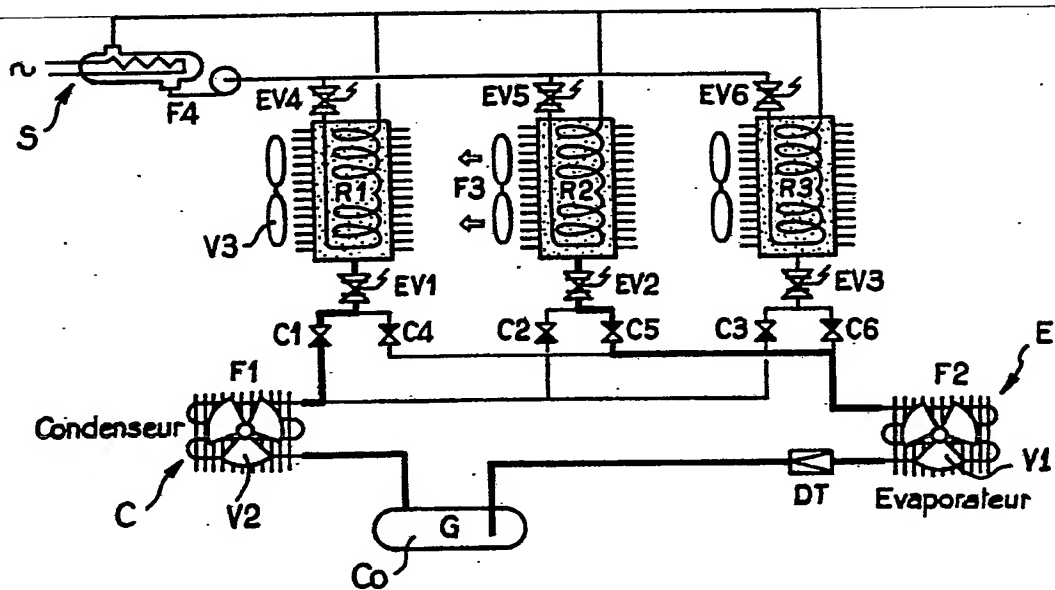 S
F4
EV4
EV5
EV6
V3
R1
F3
R2
R3
EV1
EV2
EV3
C1
C4
C2
C5
C3
C6
E
F1
F2
Condenseur
C
V2
DT
V1
Evaporateur
G
Co